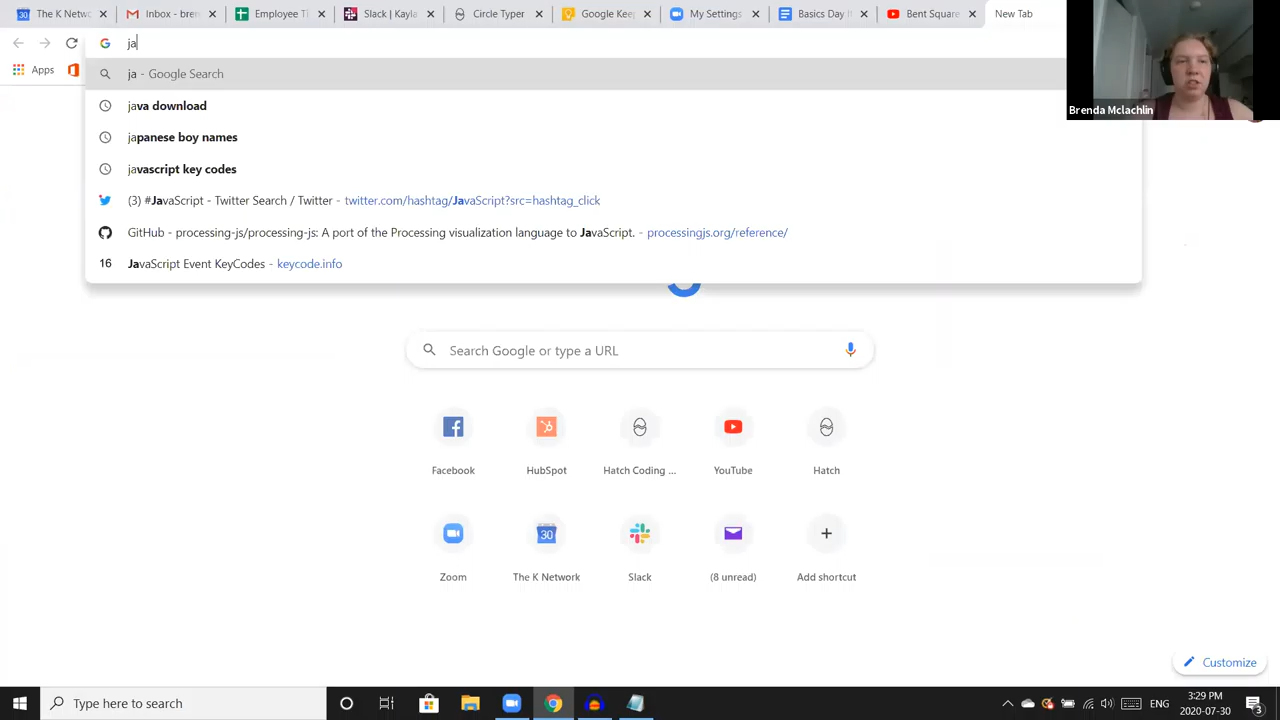 The K Netwo
Inbox - bre
Employee Ti
Slack | Kayla
Circle Typer
Google Keep
My Settings
Basics Day I
Bent Square
New Tab
ja
Apps
ja - Google Search
java download
japanese boy names
javascript key codes
(3) #JavaScript - Twitter Search / Twitter - twitter.com/hashtag/JavaScript?src=hashtag_click
GitHub - processing-js/processing-js: A port of the Processing visualization language to JavaScript. - processingjs.org/reference/
16 JavaScript Event KeyCodes - keycode.info
Brenda Mclachlin
Search Google or type a URL
Facebook
HubSpot
Hatch Coding ...
YouTube
Hatch
30
Zoom
The K Network
Slack
(8 unread)
Add shortcut
Customize
Type here to search
ENG
3:29 PM
2020-07-30
3